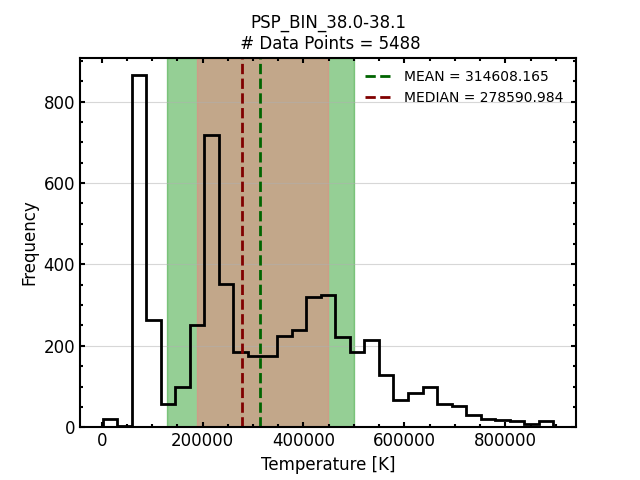 PSP_BIN_38.0-38.1
# Data Points = 5488
MEAN = 314608.165
MEDIAN = 278590.984
Frequency
800
600
400
200
0
0 200000 400000 600000 800000
Temperature [K]